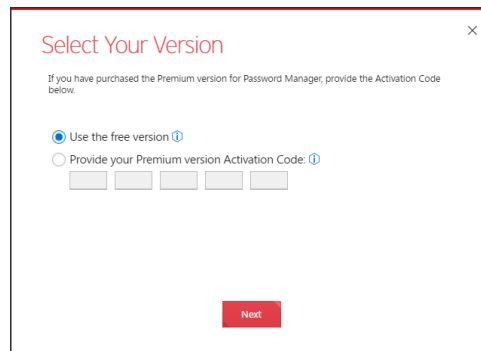 Select Your Version
If you have purchased the Premium version for Password Manager, provide the Activation Code
below.
Use the free version
Provide your Premium version Activation Code:
Next